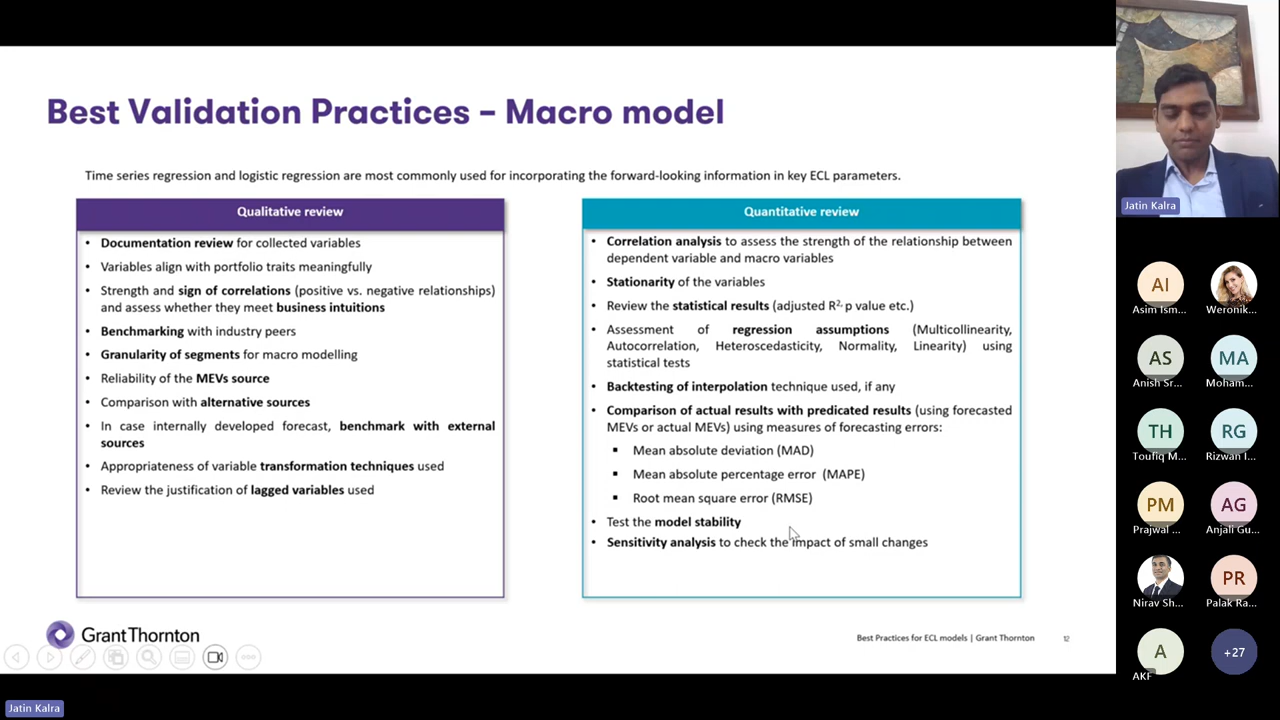 Best Validation Practices – Macro model
Time series regression and logistic regression are most commonly used for incorporating the forward-looking information in key ECL parameters.
Qualitative review
• Documentation review for collected variables
• Variables align with portfolio traits meaningfully
• Strength and sign of correlations (positive vs. negative relationships)
and assess whether they meet business intuitions
• Benchmarking with industry peers
• Granularity of segments for macro modelling
• Reliability of the MEVs source
• Comparison with alternative sources
• In case internally developed forecast, benchmark with external
sources
• Appropriateness of variable transformation techniques used
• Review the justification of lagged variables used
Quantitative review
• Correlation analysis to assess the strength of the relationship between
dependent variable and macro variables
• Stationarity of the variables
• Review the statistical results (adjusted R², p value etc.)
• Assessment of regression assumptions (Multicollinearity,
Autocorrelation, Heteroscedasticity, Normality, Linearity) using
statistical tests
• Backtesting of interpolation technique used, if any
• Comparison of actual results with predicated results (using forecasted
MEVs or actual MEVs) using measures of forecasting errors:
▪ Mean absolute deviation (MAD)
▪ Mean absolute percentage error (MAPE)
▪ Root mean square error (RMSE)
• Test the model stability
• Sensitivity analysis to check the impact of small changes
Grant Thornton
Best Practices for ECL models | Grant Thornton 12
Jatin Kalra
Jatin Kalra
AI
Asim Ism...
Weronik...
AS
Anish Sr...
MA
Moham...
TH
Toufiq M...
RG
Rizwan I...
PM
Prajwal ...
AG
Anjali Gu...
Nirav Sh...
PR
Palak Ra...
A
AKF
+27